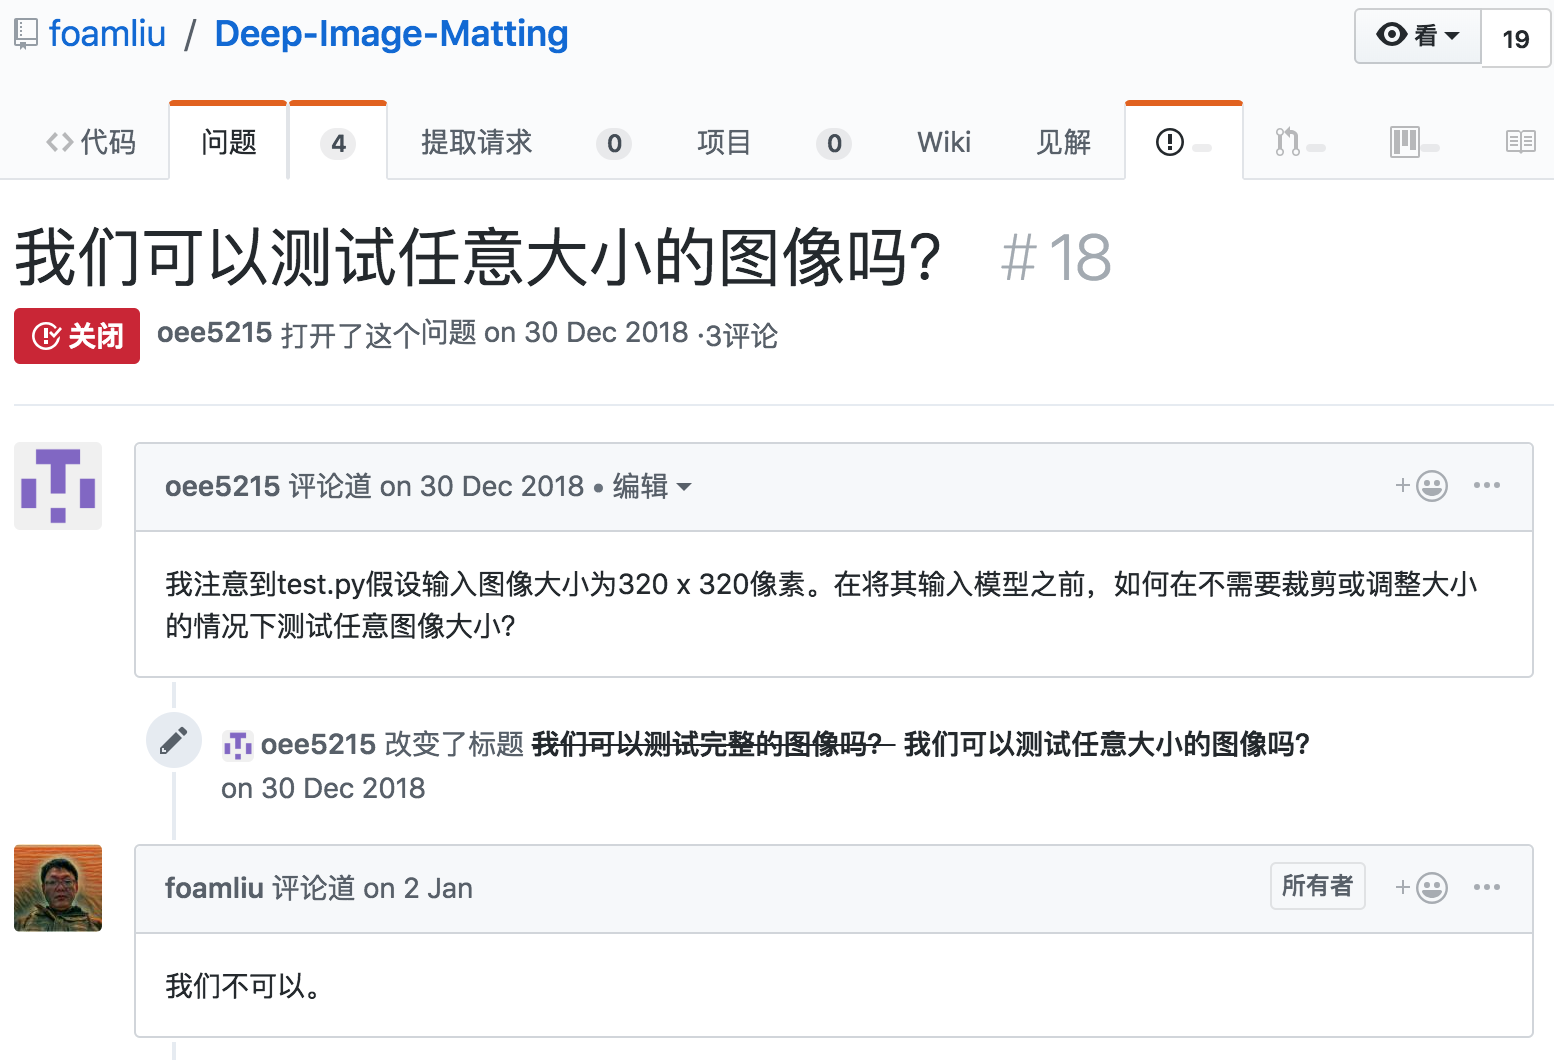 foamliu / Deep-Image-Matting 看 19
代码 问题 4 提取请求 0 项目 0 Wiki 见解
我们可以测试任意大小的图像吗? #18
关闭 oee5215 打开了这个问题 on 30 Dec 2018 ·3评论
oee5215 评论道 on 30 Dec 2018 • 编辑
我注意到test.py假设输入图像大小为320 x 320像素。在将其输入模型之前，如何在不需要裁剪或调整大小
的情况下测试任意图像大小?
oee5215 改变了标题 我们可以测试完整的图像吗? 我们可以测试任意大小的图像吗?
on 30 Dec 2018
foamliu 评论道 on 2 Jan 所有者
我们不可以。